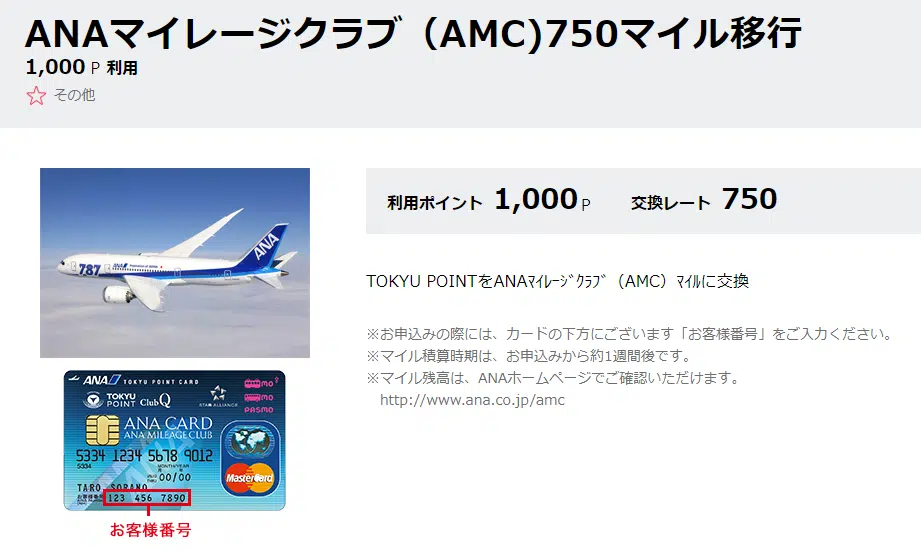 ANAマイレージクラブ（AMC)750マイル移行
1,000 P 利用
その他
787
ANA
ANA
利用ポイント 1,000 P 交換レート 750
TOKYU POINTをANAﾏｲﾚｰｼﾞｸﾗﾌﾞ（AMC）ﾏｲﾙに交換
※お申込みの際には、カードの下方にございます「お客様番号」をご入力ください。
※マイル積算時期は、お申込みから約1週間後です。
※マイル残高は、ANAホームページでご確認いただけます。
http://www.ana.co.jp/amc
ANA TOKYU POINT CARD
TOKYU POINT ClubQ
STAR ALLIANCE
PASMO
ANA CARD
ANA MILEAGE CLUB
5334 1234 5678 9012
5334
MONTH/YEAR
00/00
TARO SORANO
お客様番号 123 456 7890
MasterCard
お客様番号